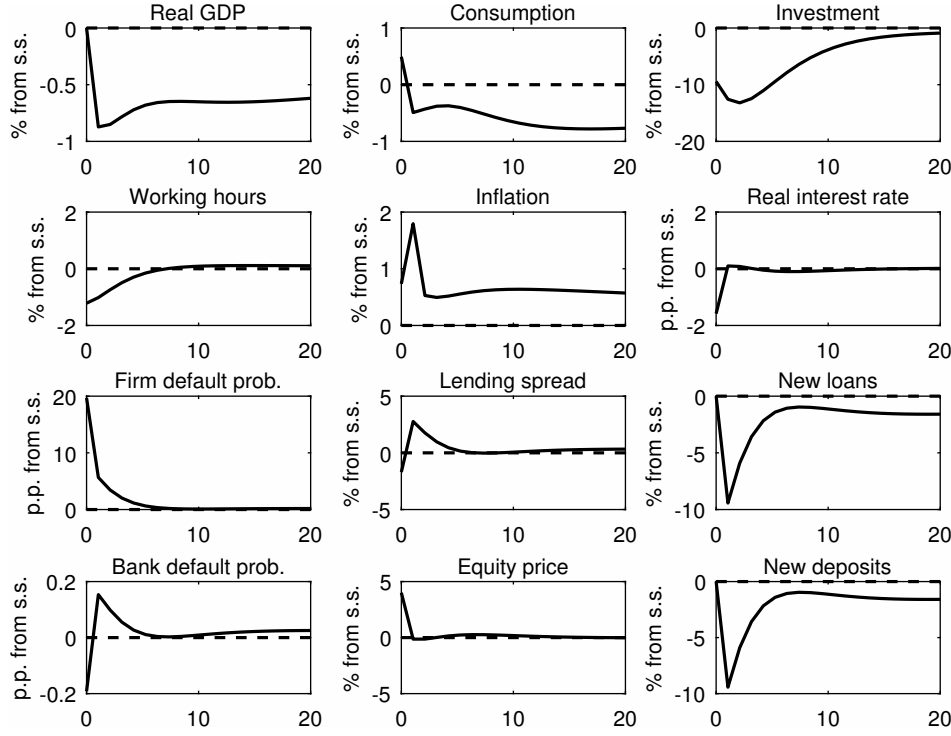 Real GDP
% from s.s.
0
-0.5
-1
0 10 20
Consumption
% from s.s.
1
0
-1
0 10 20
Investment
% from s.s.
0
-10
-20
0 10 20
Working hours
% from s.s.
2
0
-2
0 10 20
Inflation
% from s.s.
2
1
0
0 10 20
Real interest rate
p.p. from s.s.
2
0
-2
0 10 20
Firm default prob.
p.p. from s.s.
20
10
0
0 10 20
Lending spread
% from s.s.
5
0
-5
0 10 20
New loans
% from s.s.
0
-5
-10
0 10 20
Bank default prob.
p.p. from s.s.
0.2
0
-0.2
0 10 20
Equity price
% from s.s.
5
0
-5
0 10 20
New deposits
% from s.s.
0
-5
-10
0 10 20